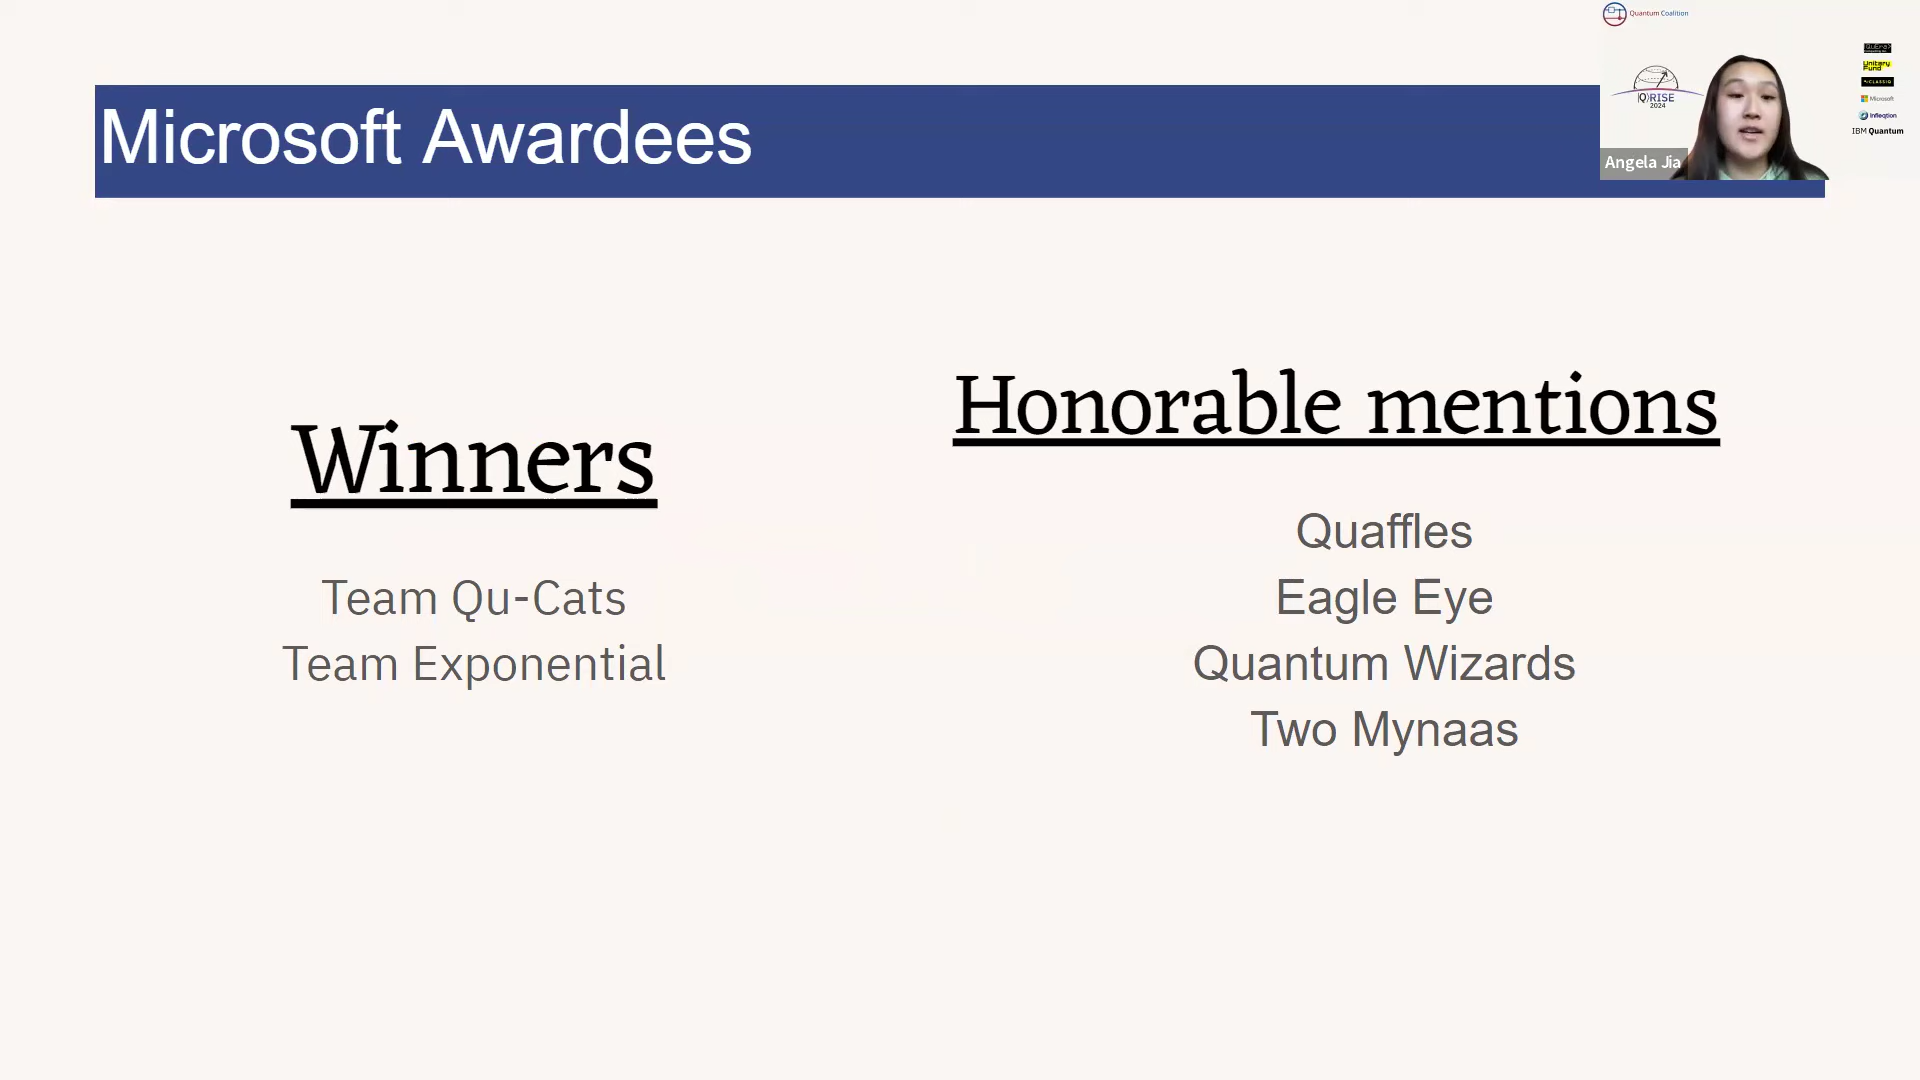 Quantum Coalition
QuEra>
Unitary
Fund
CLASSIQ
Microsoft
Infleqtion
IBM Quantum
|Q⟩RISE
2024
Angela Jia
Microsoft Awardees
Winners
Team Qu-Cats
Team Exponential
Honorable mentions
Quaffles
Eagle Eye
Quantum Wizards
Two Mynaas